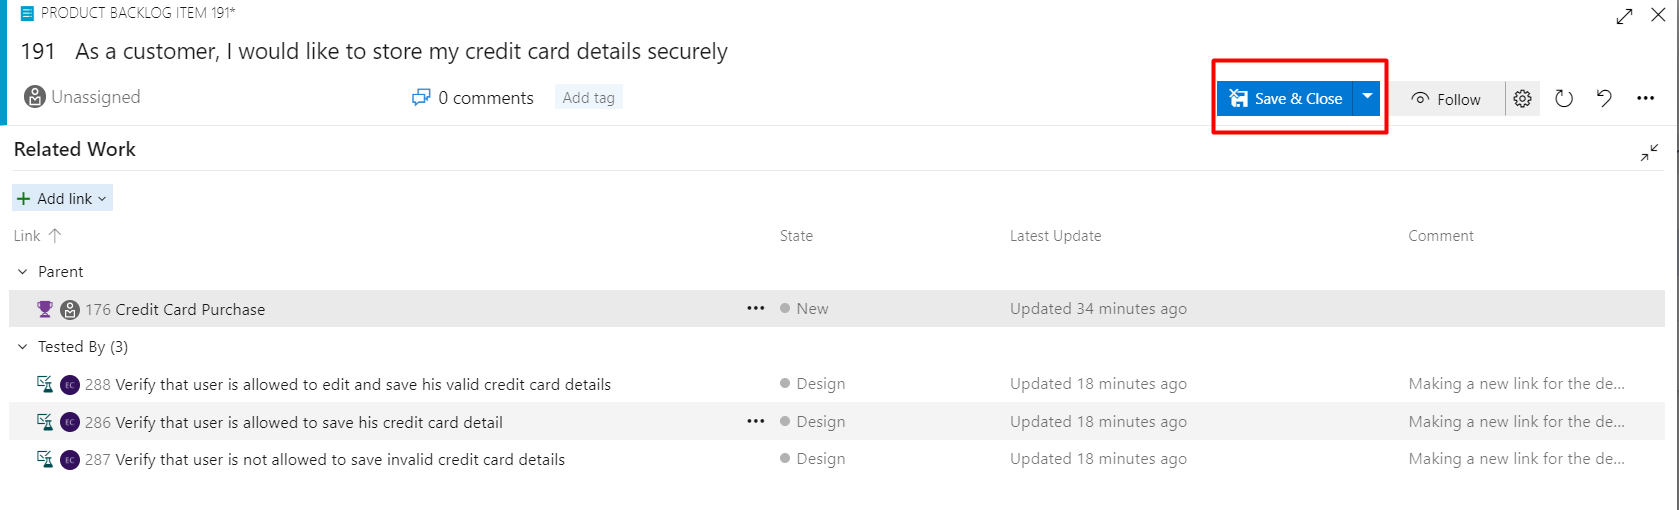 PRODUCT BACKLOG ITEM 191*
191 As a customer, I would like to store my credit card details securely
Unassigned 0 comments Add tag Save & Close Follow
Related Work
Add link
Link State Latest Update Comment
Parent
176 Credit Card Purchase New Updated 34 minutes ago
Tested By (3)
EC 288 Verify that user is allowed to edit and save his valid credit card details Design Updated 18 minutes ago Making a new link for the de...
EC 286 Verify that user is allowed to save his credit card detail Design Updated 18 minutes ago Making a new link for the de...
EC 287 Verify that user is not allowed to save invalid credit card details Design Updated 18 minutes ago Making a new link for the de...